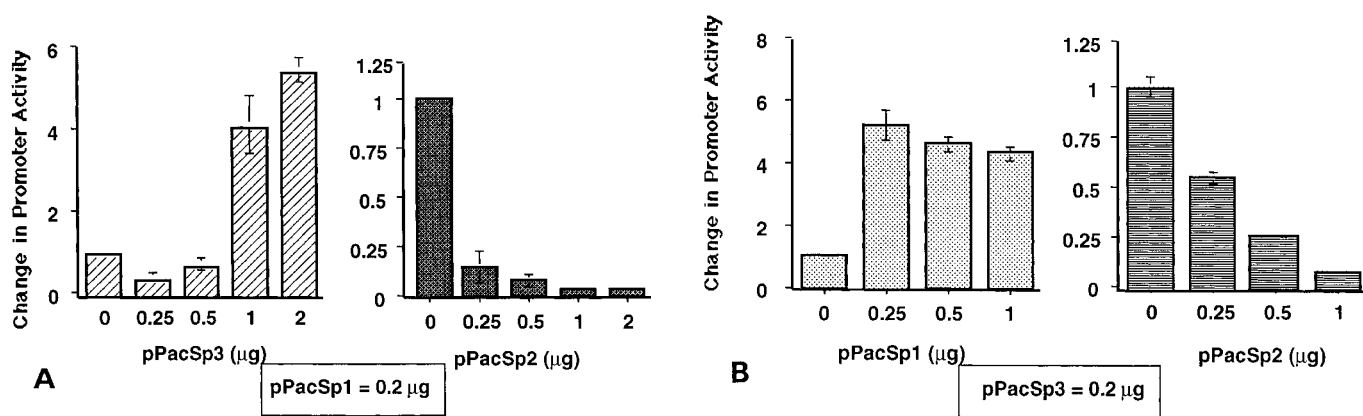 Change in Promoter Activity
6
4
2
0
0 0.25 0.5 1 2
pPacSp3 (μg)
1.25
1
0.75
0.5
0.25
0
0 0.25 0.5 1 2
pPacSp2 (μg)
A
pPacSp1 = 0.2 μg
Change in Promoter Activity
8
6
4
2
0
0 0.25 0.5 1
pPacSp1 (μg)
1.25
1
0.75
0.5
0.25
0
0 0.25 0.5 1
pPacSp2 (μg)
B
pPacSp3 = 0.2 μg